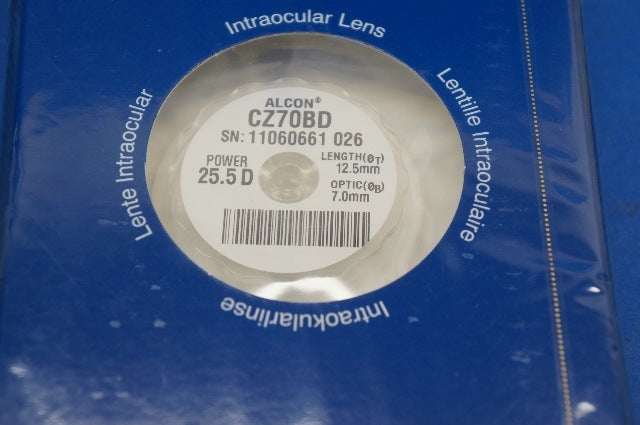 Intraocular Lens
Lentille Intraoculaire
Lente Intraocular
Intraokularlinse
ALCON®
CZ70BD
SN: 11060661 026
POWER
25.5 D
LENGTH(ØT)
12.5mm
OPTIC(ØB)
7.0mm